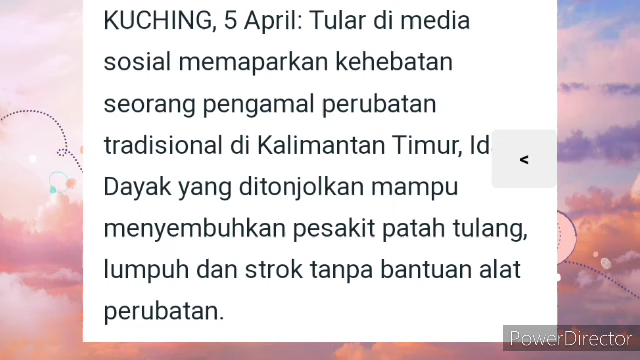 KUCHING, 5 April: Tular di media
sosial memaparkan kehebatan
seorang pengamal perubatan
tradisional di Kalimantan Timur,
<
Dayak yang ditonjolkan mampu
menyembuhkan pesakit patah tulang,
lumpuh dan strok tanpa bantuan alat
perubatan.
PowerDirector